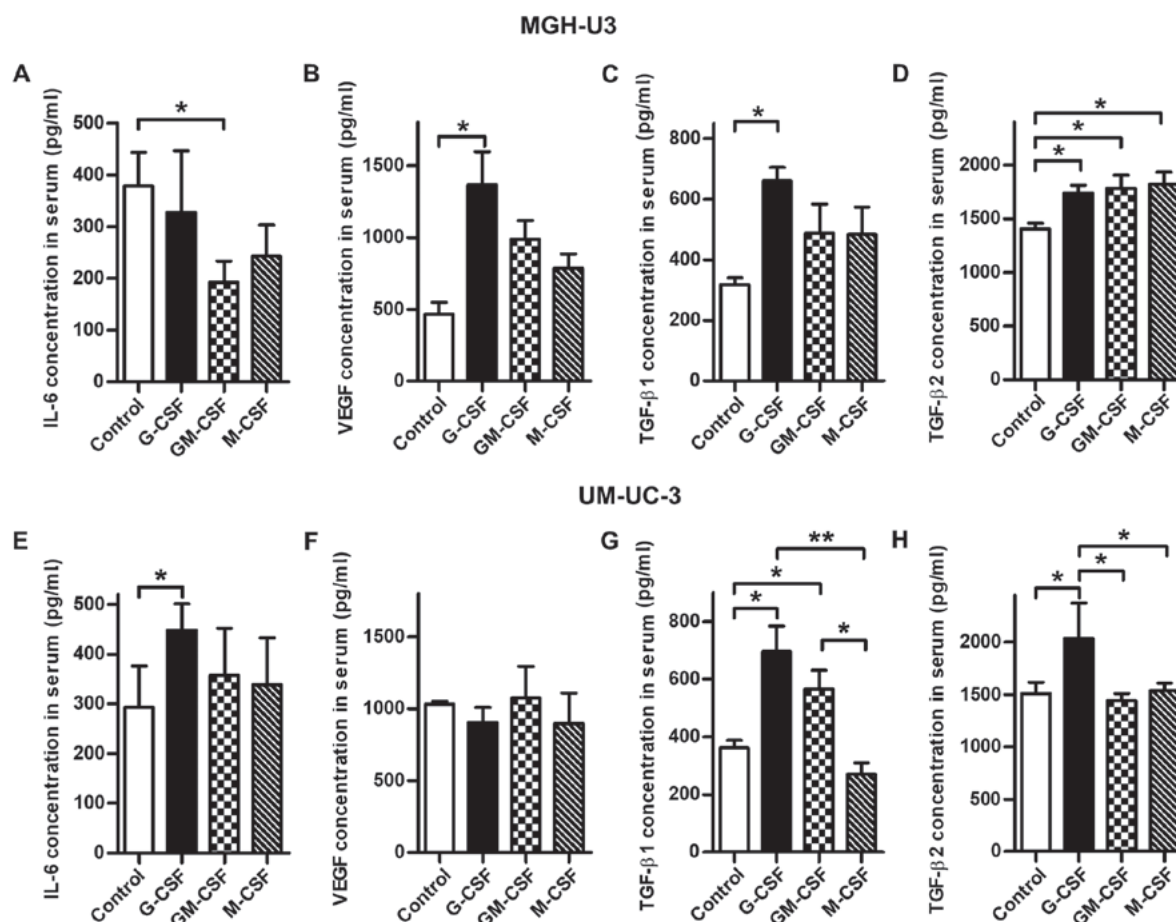 MGH-U3
A
IL-6 concentration in serum (pg/ml)
500
400
300
200
100
0
*
Control
G-CSF
GM-CSF
M-CSF
B
VEGF concentration in serum (pg/ml)
1500
1000
500
0
*
Control
G-CSF
GM-CSF
M-CSF
C
TGF-β1 concentration in serum (pg/ml)
800
600
400
200
0
*
Control
G-CSF
GM-CSF
M-CSF
D
TGF-β2 concentration in serum (pg/ml)
2000
1500
1000
500
0
*
*
*
Control
G-CSF
GM-CSF
M-CSF
UM-UC-3
E
IL-6 concentration in serum (pg/ml)
500
400
300
200
100
0
*
Control
G-CSF
GM-CSF
M-CSF
F
VEGF concentration in serum (pg/ml)
1500
1000
500
0
Control
G-CSF
GM-CSF
M-CSF
G
TGF-β1 concentration in serum (pg/ml)
800
600
400
200
0
**
*
*
*
Control
G-CSF
GM-CSF
M-CSF
H
TGF-β2 concentration in serum (pg/ml)
2000
1500
1000
500
0
*
*
*
Control
G-CSF
GM-CSF
M-CSF